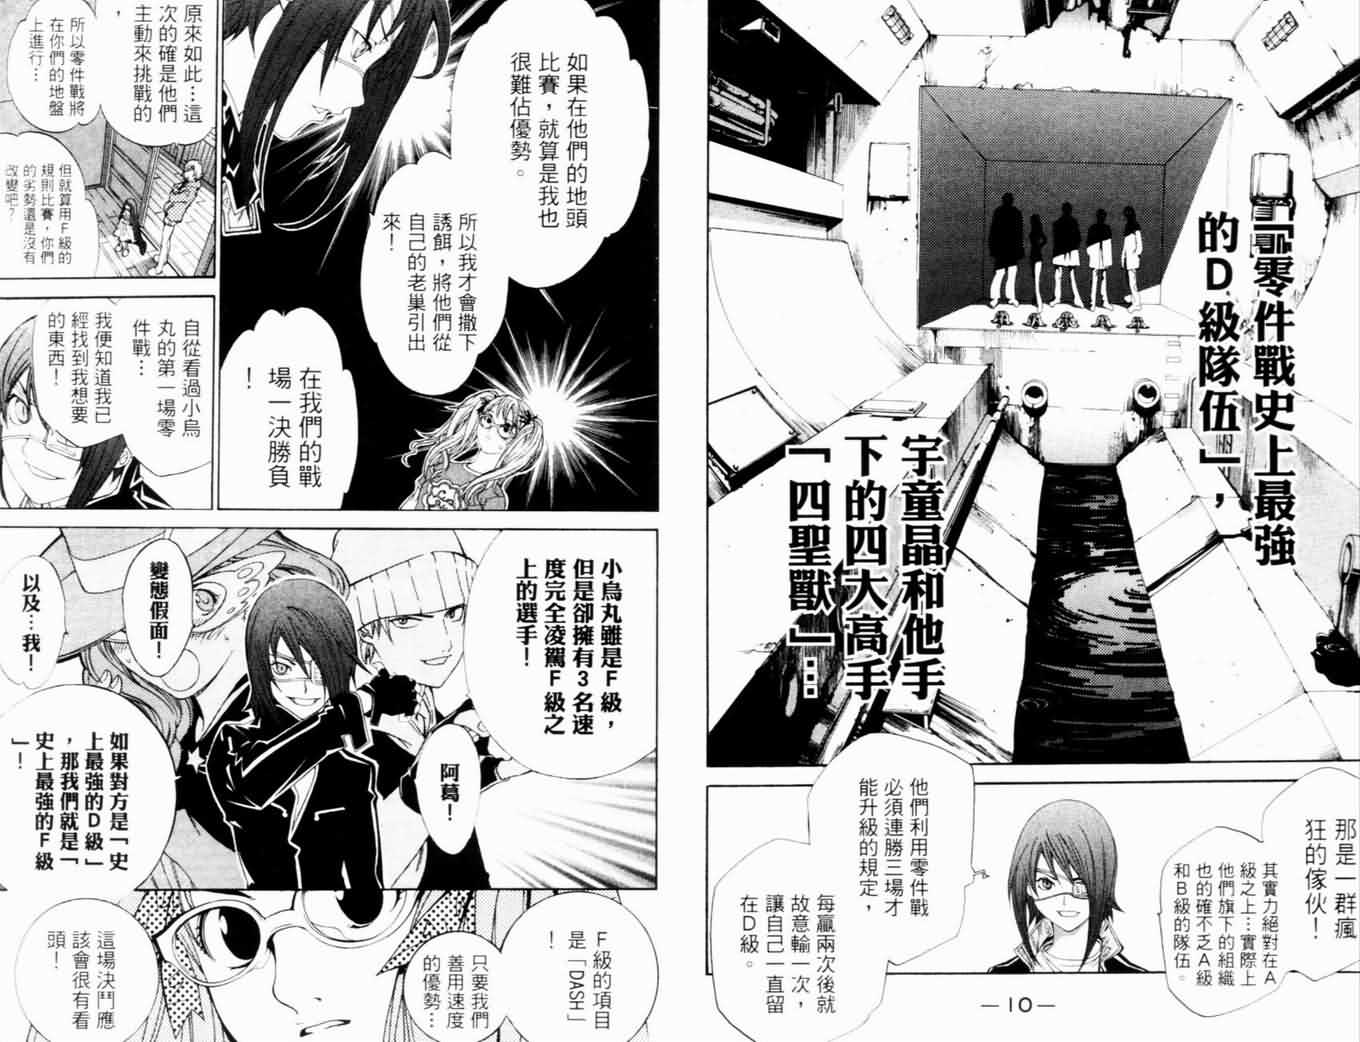 「零件戰史上最強
的D級隊伍」，
宇童晶和他手
下的四大高手
「四聖獸」…
那是一群瘋
狂的傢伙！
其實力絕對在A
級之上…實際上
他們旗下的組織
也的確不乏A級
和B級的隊伍。
他們利用零件戰
必須連勝三場才
能升級的規定，
每贏兩次後就
故意輸一次，
讓自己一直留
在D級。
—10—
如果在他們的地頭
比賽，就算是我也
很難佔優勢。
所以我才會撒下
誘餌，將他們從
自己的老巢引出
來！
在我們的戰
場一決勝負
！
原來如此…這
次的確是他們
主動來挑戰的
，
所以零件戰將
在你們的地盤
上進行…
但就算用F級的
規則比賽，你們
的劣勢還是沒有
改變吧？
自從看過小烏
丸的第一場零
件戰…
我便知道我已
經找到我想要
的東西！
小烏丸雖是F級，
但是卻擁有3名速
度完全凌駕F級之
上的選手！
阿葛！
變態假面！
以及…我！
如果對方是「史
上最強的D級」
，那我們就是「
史上最強的F級
」！
F級的項目
是「DASH」
！
只要我們
善用速度
的優勢…
這場決鬥應
該會很有看
頭！